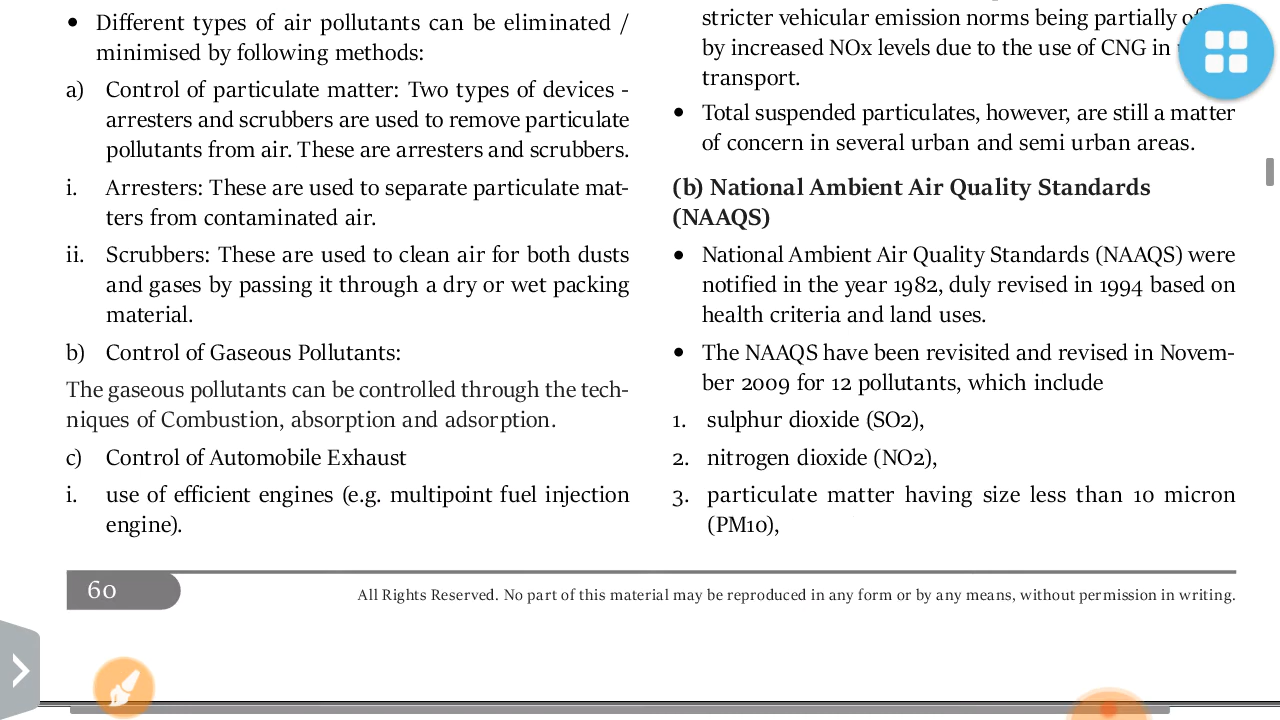 • Different types of air pollutants can be eliminated /
minimised by following methods:
a) Control of particulate matter: Two types of devices -
arresters and scrubbers are used to remove particulate
pollutants from air. These are arresters and scrubbers.
i. Arresters: These are used to separate particulate mat-
ters from contaminated air.
ii. Scrubbers: These are used to clean air for both dusts
and gases by passing it through a dry or wet packing
material.
b) Control of Gaseous Pollutants:
The gaseous pollutants can be controlled through the tech-
niques of Combustion, absorption and adsorption.
c) Control of Automobile Exhaust
i. use of efficient engines (e.g. multipoint fuel injection
engine).
stricter vehicular emission norms being partially
by increased NOx levels due to the use of CNG in
transport.
• Total suspended particulates, however, are still a matter
of concern in several urban and semi urban areas.
(b) National Ambient Air Quality Standards
(NAAQS)
• National Ambient Air Quality Standards (NAAQS) were
notified in the year 1982, duly revised in 1994 based on
health criteria and land uses.
• The NAAQS have been revisited and revised in Novem-
ber 2009 for 12 pollutants, which include
1. sulphur dioxide (SO2),
2. nitrogen dioxide (NO2),
3. particulate matter having size less than 10 micron
(PM10),
60
All Rights Reserved. No part of this material may be reproduced in any form or by any means, without permission in writing.